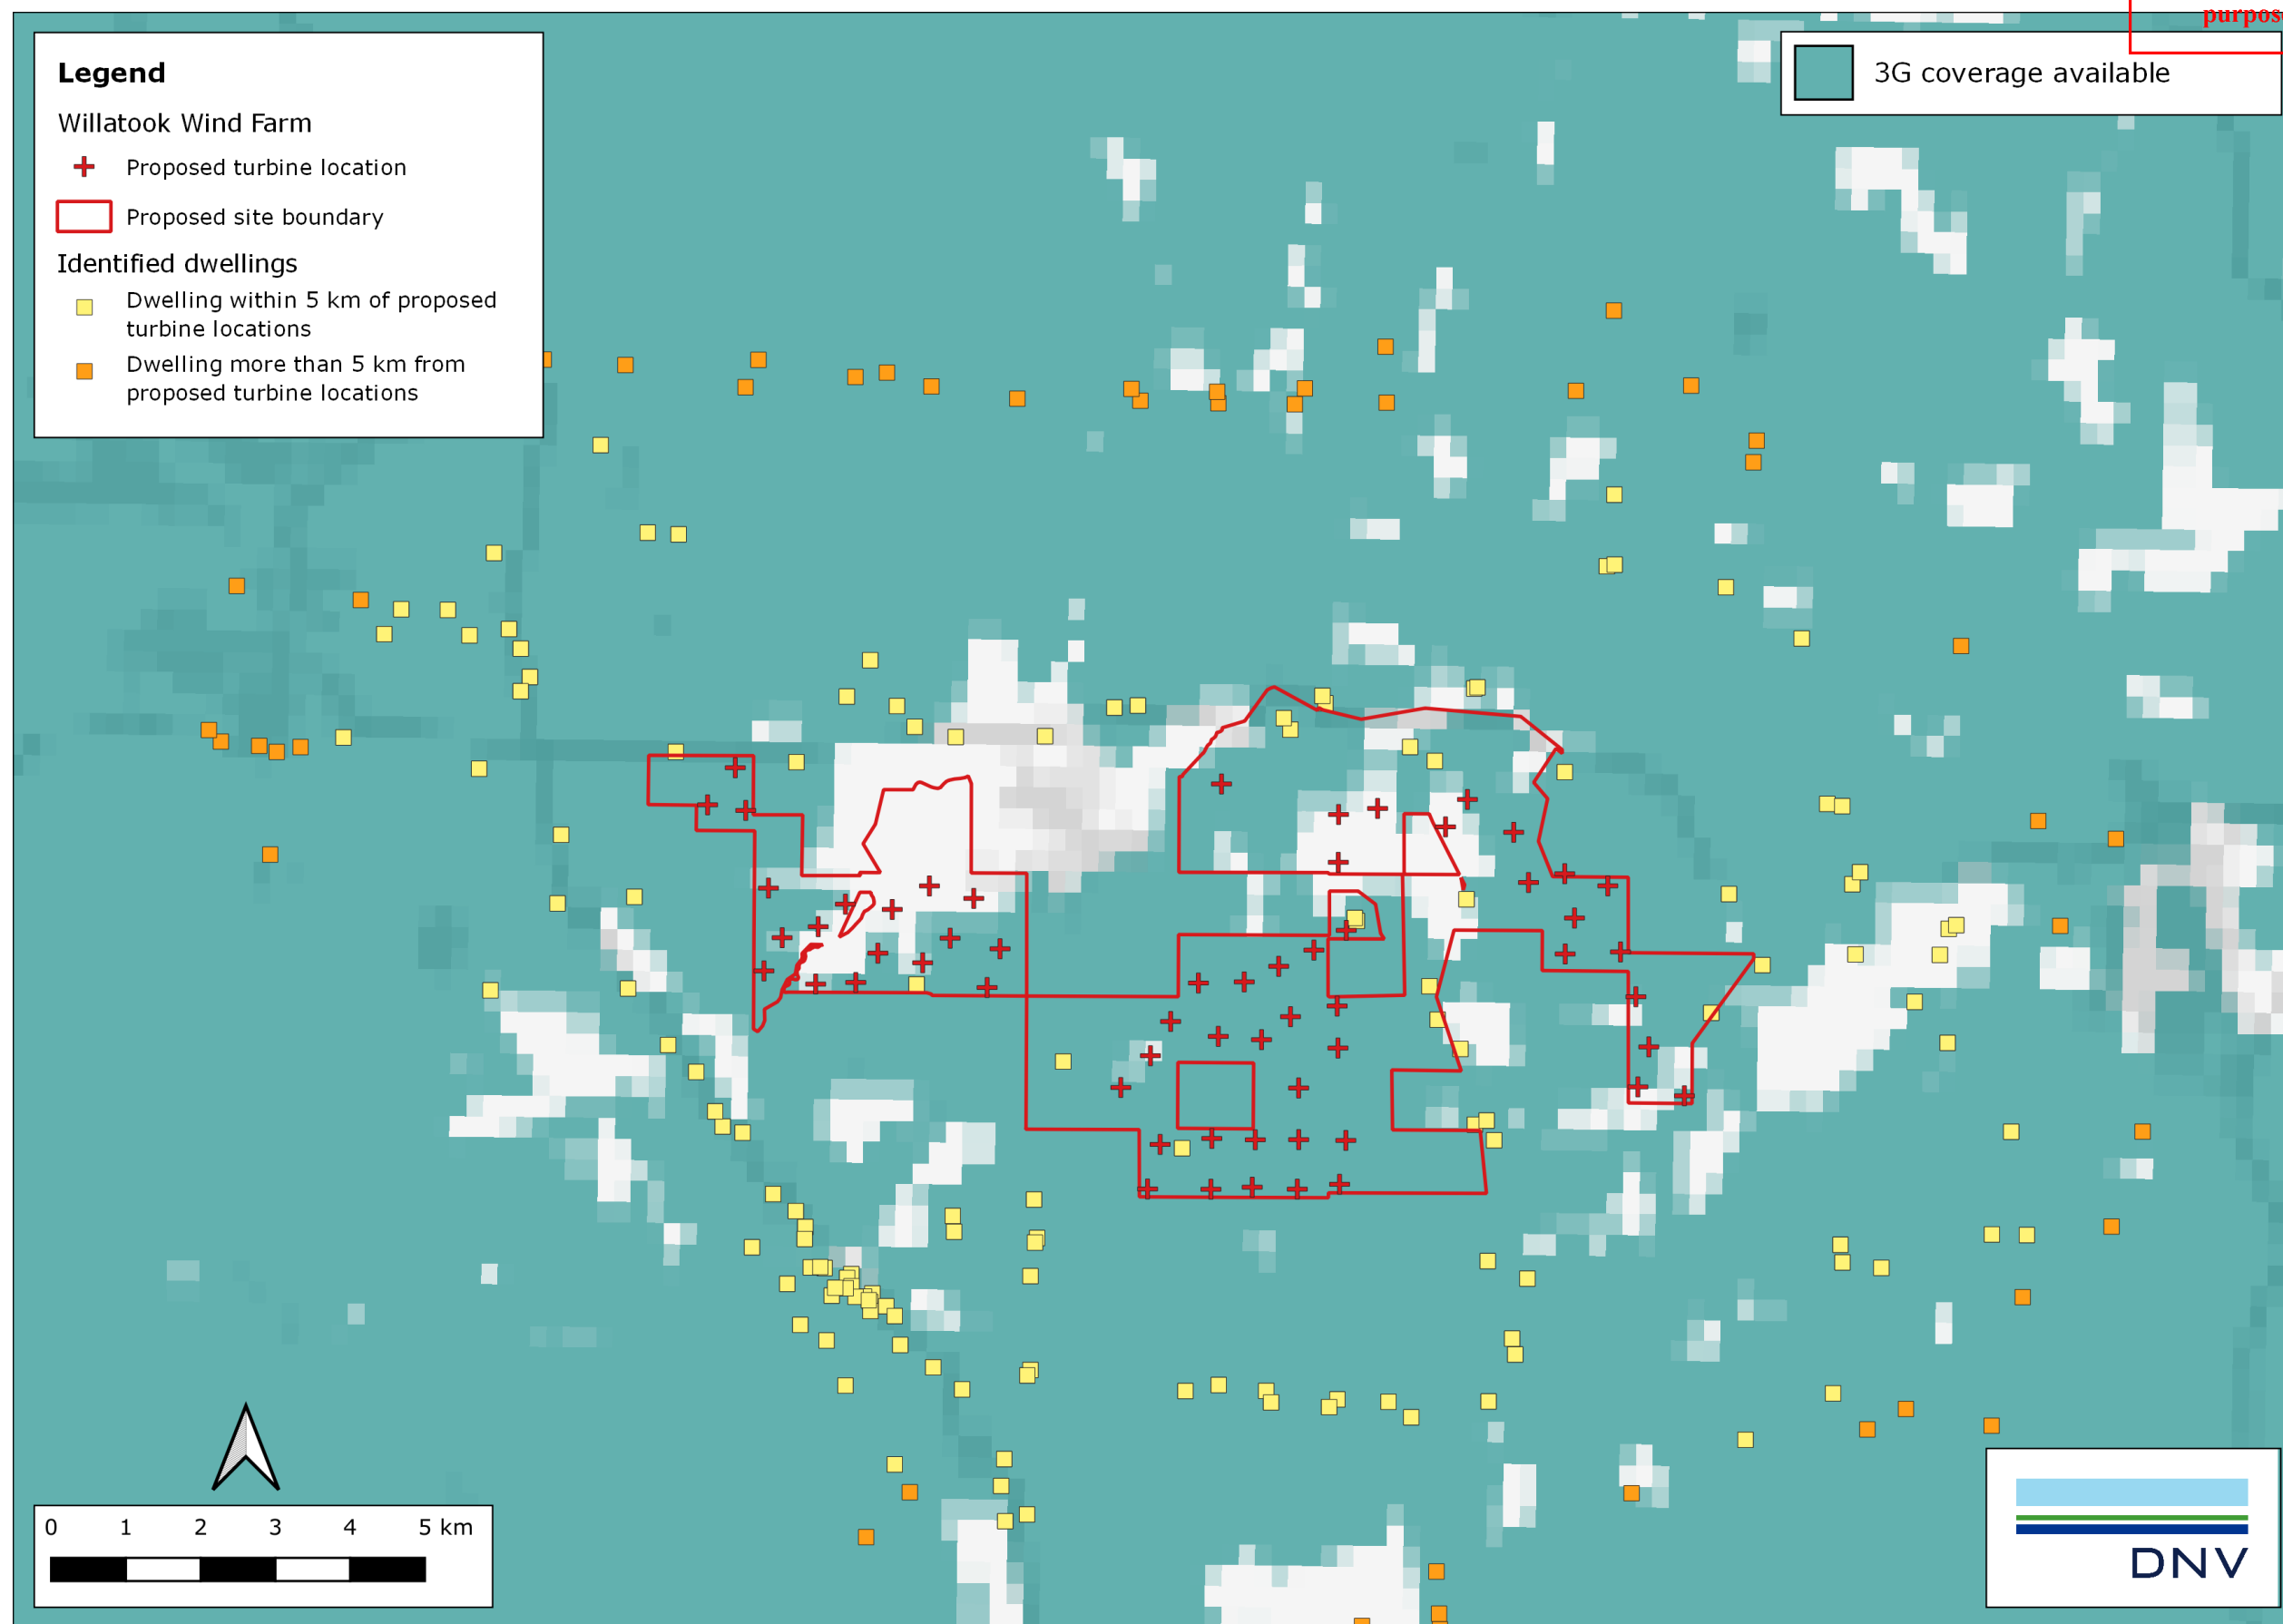 purpos
Legend
Willatook Wind Farm
Proposed turbine location
Proposed site boundary
Identified dwellings
Dwelling within 5 km of proposed
turbine locations
Dwelling more than 5 km from
proposed turbine locations
3G coverage available
0 1 2 3 4 5 km
DNV